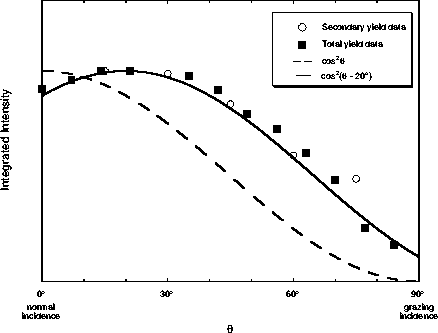 Secondary yield data
Total yield data
cos²θ
cos²(θ - 20°)
Integrated Intensity
0° 30° 60° 90°
normal incidence
grazing incidence
θ